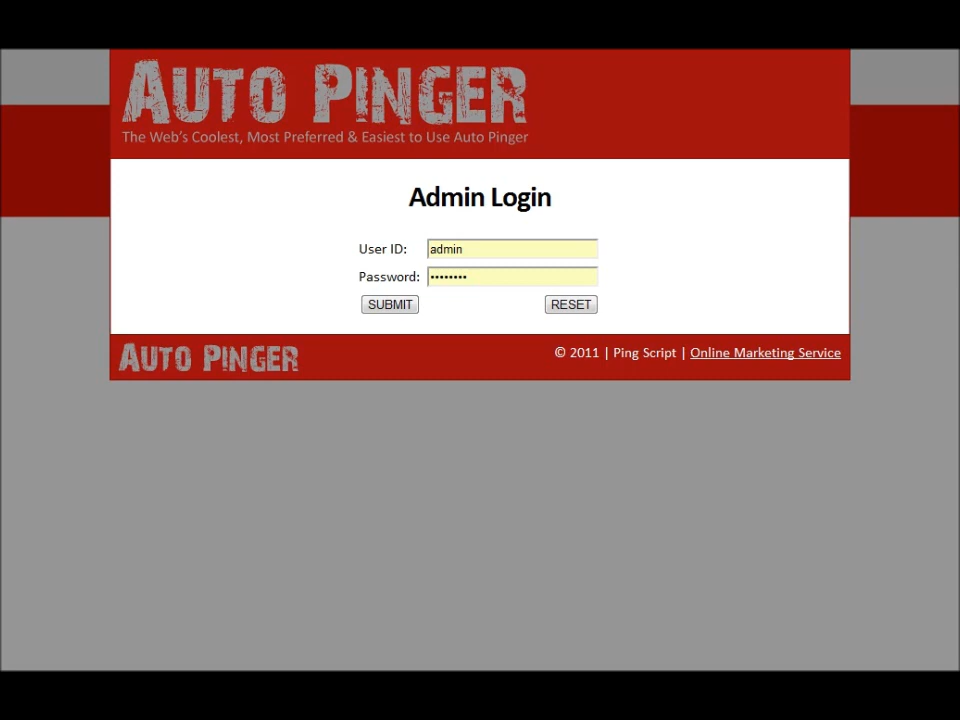 AUTO PINGER
The Web's Coolest, Most Preferred & Easiest to Use Auto Pinger
Admin Login
User ID: admin
Password: ••••••••
SUBMIT RESET
AUTO PINGER © 2011 | Ping Script | Online Marketing Service